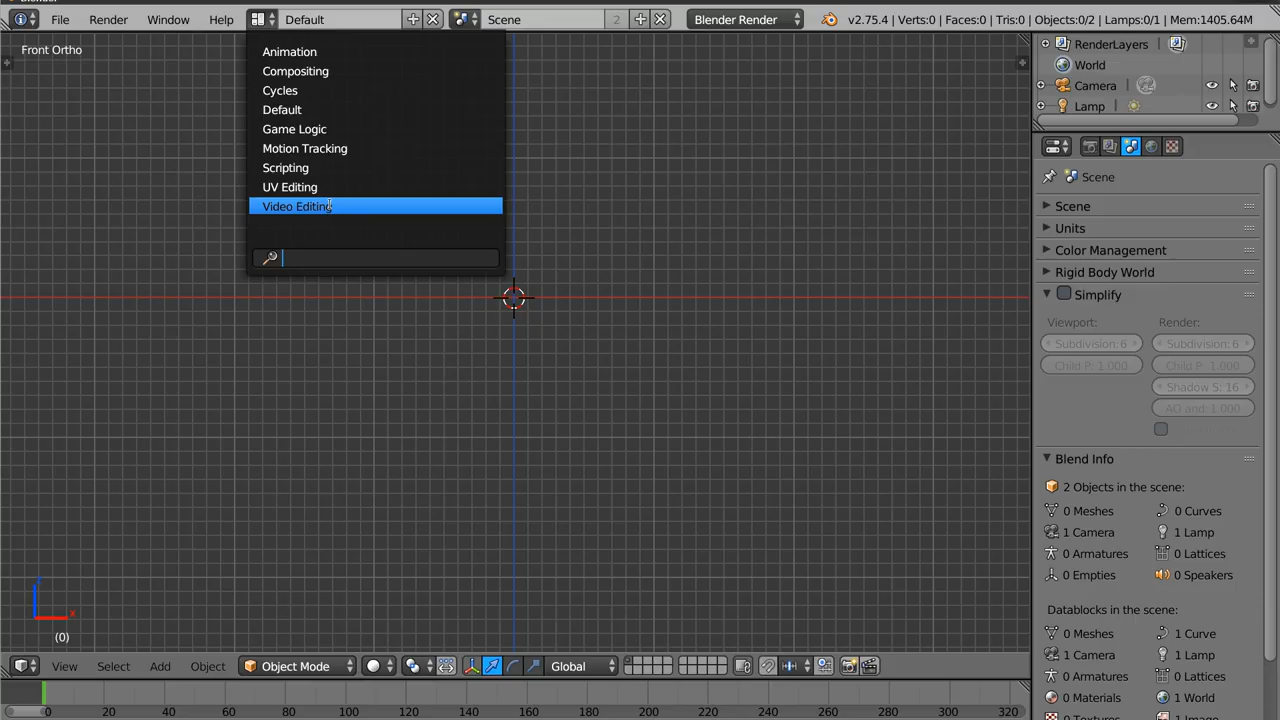 File Render Window Help Default Scene 2 Blender Render v2.75.4 | Verts:0 | Faces:0 | Tris:0 | Objects:0/2 | Lamps:0/1 | Mem:1405.64M
Front Ortho
Animation
Compositing
Cycles
Default
Game Logic
Motion Tracking
Scripting
UV Editing
Video Editing
(0)
View Select Add Object Object Mode Global
0 20 40 60 80 100 120 140 160 180 200 220 240 260 280 300 320
RenderLayers
World
Camera
Lamp
Scene
Scene
Units
Color Management
Rigid Body World
Simplify
Viewport: Render:
Subdivision: 6 Subdivision: 6
Child P: 1.000 Child P: 1.000
Shadow S: 16
AO and: 1.000
Blend Info
2 Objects in the scene:
0 Meshes 0 Curves
1 Camera 1 Lamp
0 Armatures 0 Lattices
0 Empties 0 Speakers
Datablocks in the scene:
0 Meshes 1 Curve
1 Camera 1 Lamp
0 Armatures 0 Lattices
0 Materials 1 World
0 Textures 1 Image